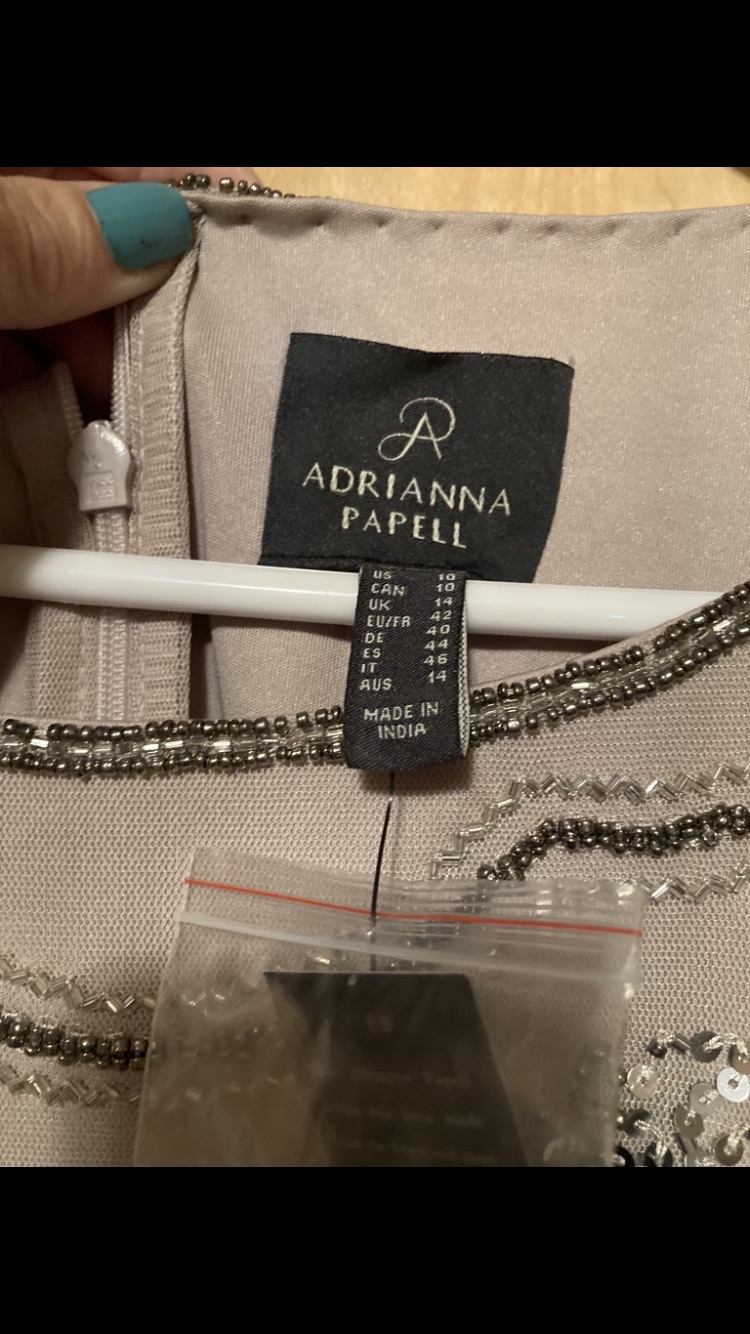 ADRIANNA
PAPELL
US 10
CAN 10
UK 14
EU/FR 42
DE 40
ES 44
IT 46
AUS 14
MADE IN
INDIA